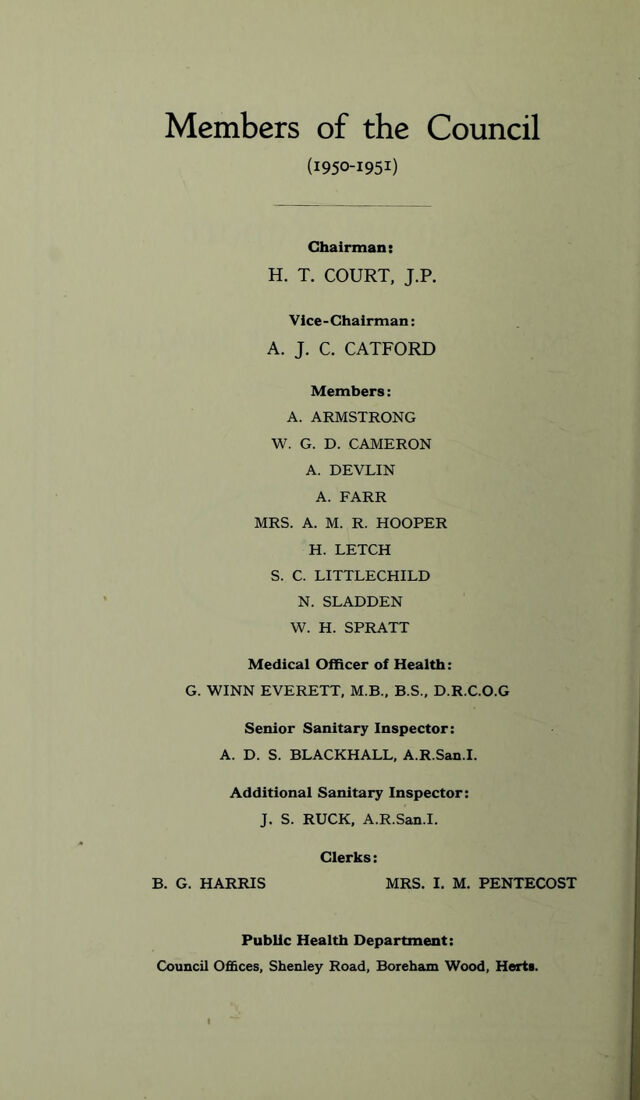 Members of the Council
(1950-1951)
Chairman:
H. T. COURT, J.P.
Vice-Chairman:
A. J. C. CATFORD
Members:
A. ARMSTRONG
W. G. D. CAMERON
A. DEVLIN
A. FARR
MRS. A. M. R. HOOPER
H. LETCH
S. C. LITTLECHILD
N. SLADDEN
W. H. SPRATT
Medical Officer of Health:
G. WINN EVERETT, M.B., B.S., D.R.C.O.G
Senior Sanitary Inspector:
A. D. S. BLACKHALL, A.R.San.I.
Additional Sanitary Inspector:
J. S. RUCK, A.R.San.I.
Clerks:
B. G. HARRIS MRS. I. M. PENTECOST
Public Health Department:
Council Offices, Shenley Road, Boreham Wood, Herts.